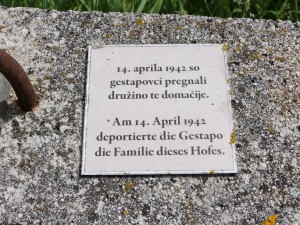 14. aprila 1942 so
gestapovci pregnali
družino te domačije.
Am 14. April 1942
deportierte die Gestapo
die Familie dieses Hofes.